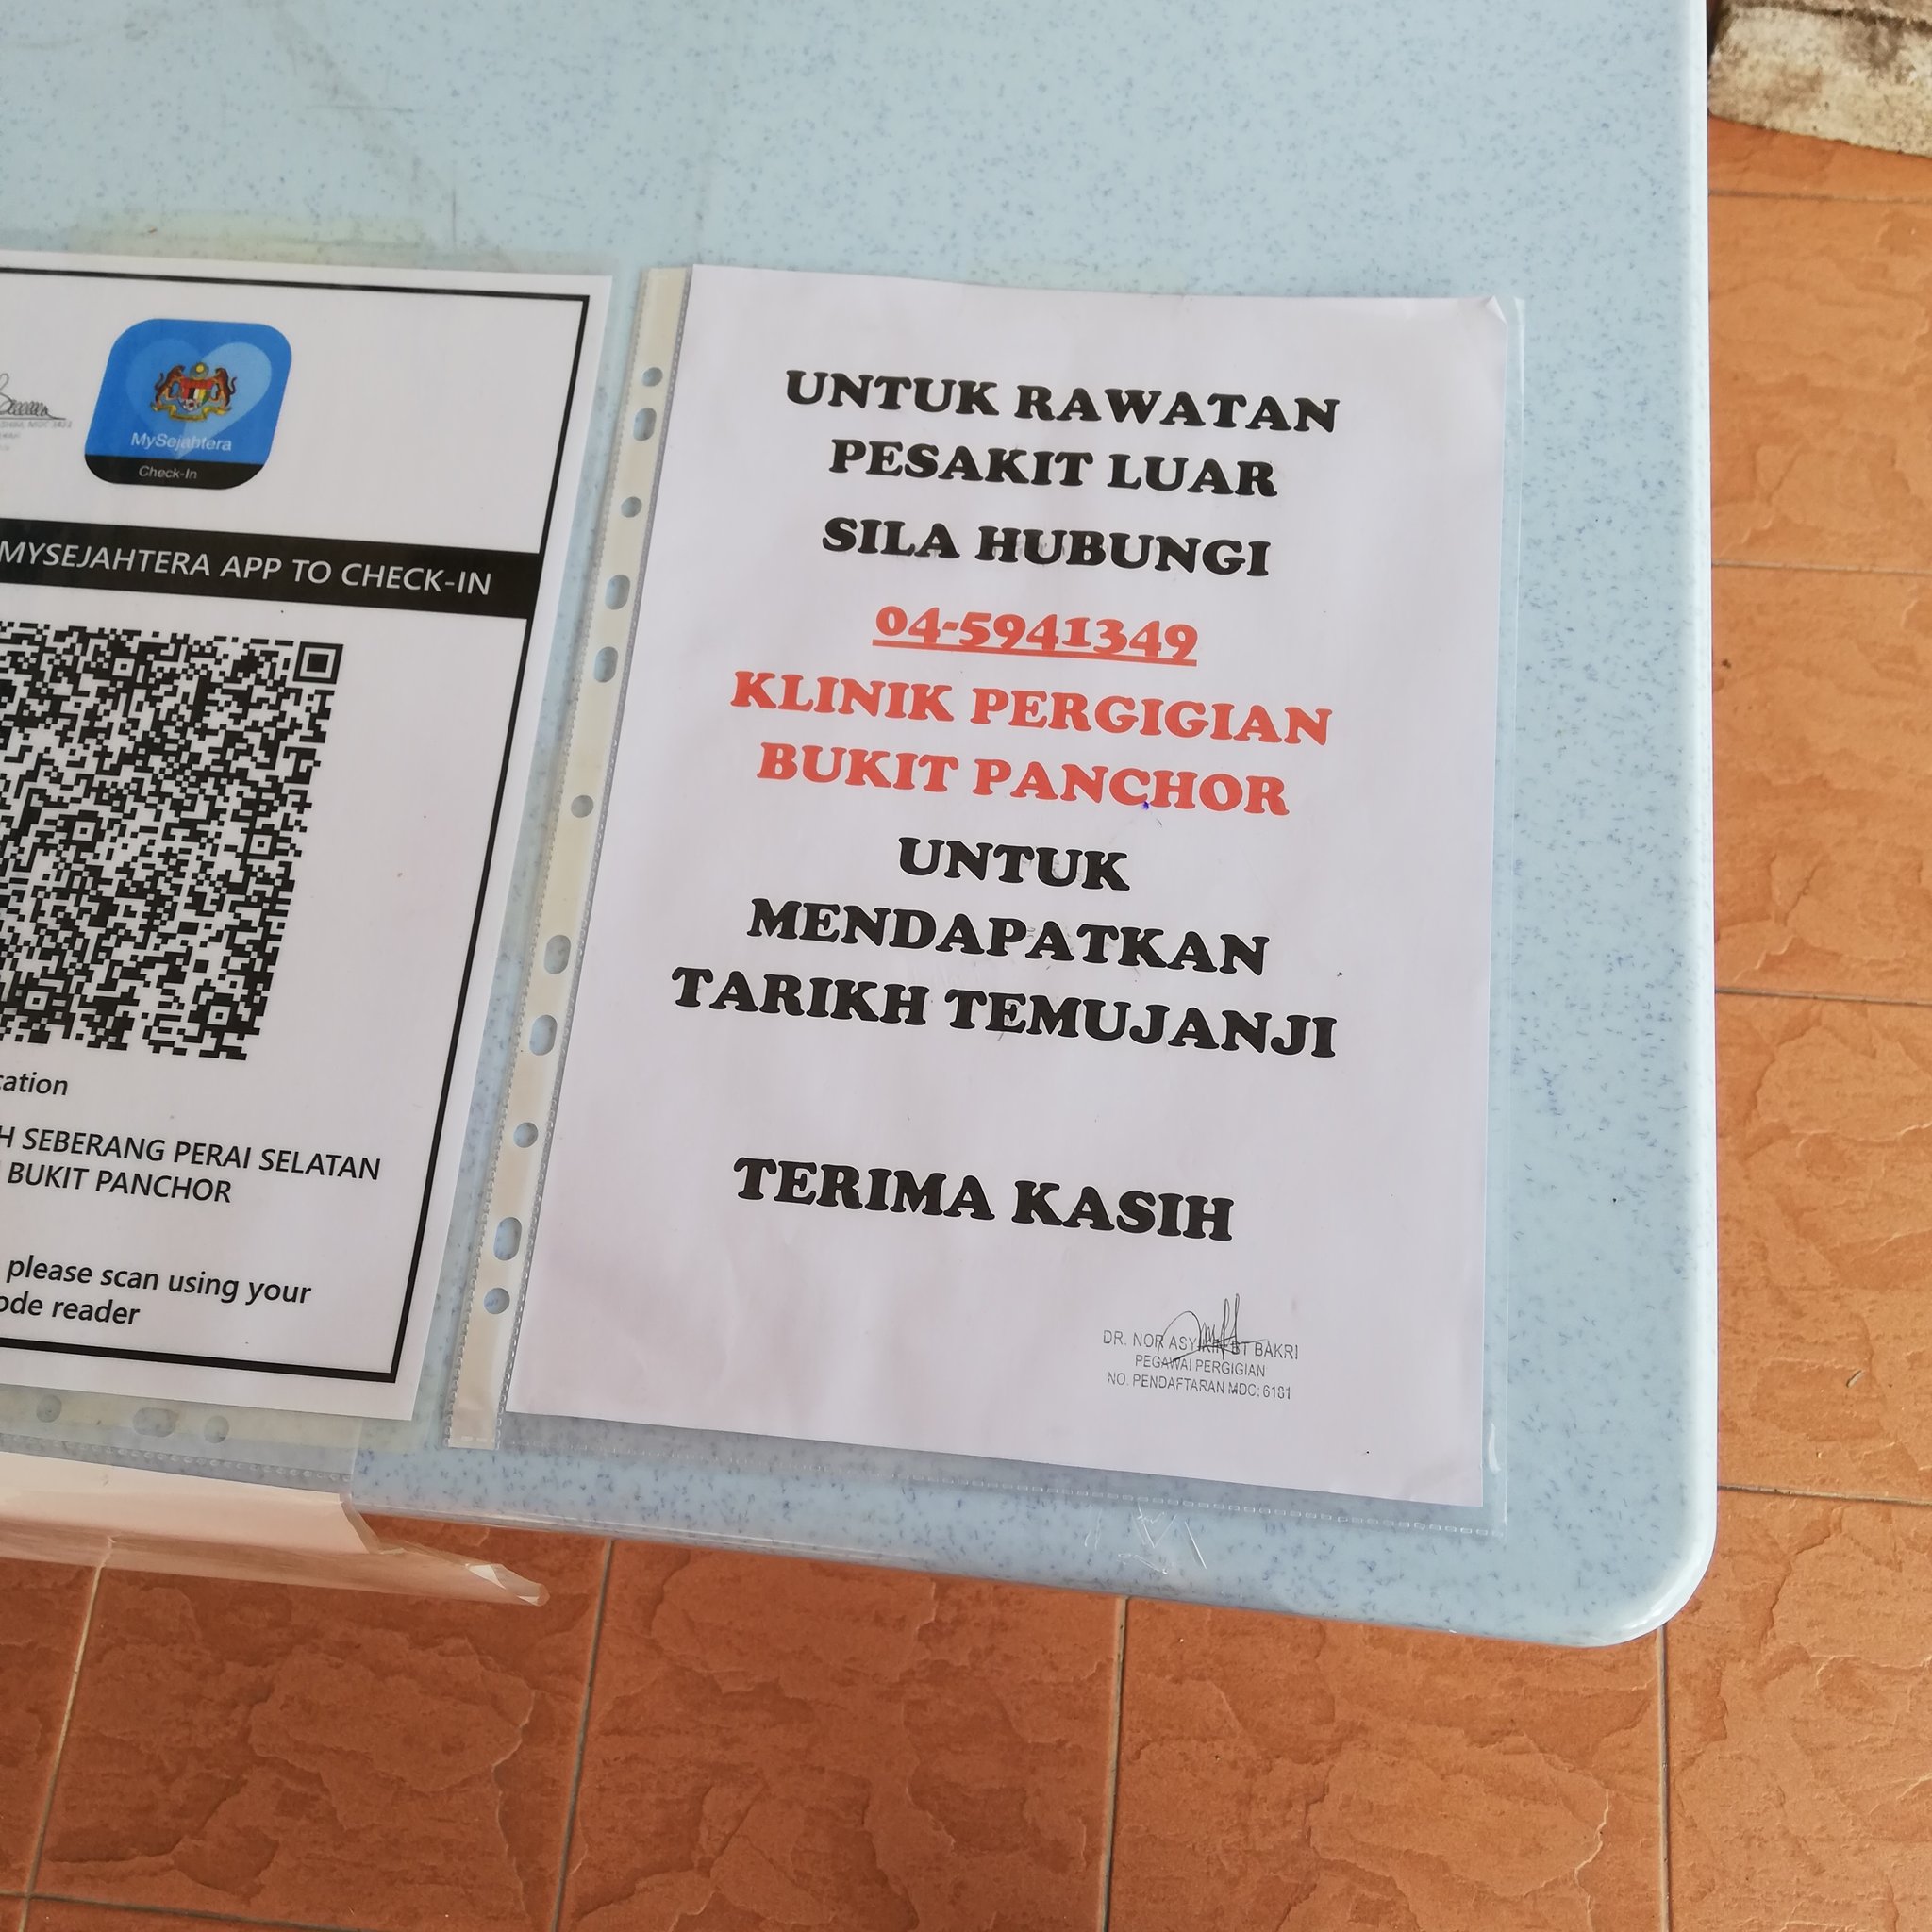 MySejahtera
Check-In
MYSEJAHTERA APP TO CHECK-IN
SEBERANG PERAI SELATAN
BUKIT PANCHOR
please scan using your
reader
UNTUK RAWATAN
PESAKIT LUAR
SILA HUBUNGI
04-5941349
KLINIK PERGIGIAN
BUKIT PANCHOR
UNTUK
MENDAPATKAN
TARIKH TEMUJANJI
TERIMA KASIH
DR. NOR BT BAKRI
PEGAWAI PERGIGIAN
NO. PENDAFTARAN MDC: 6181